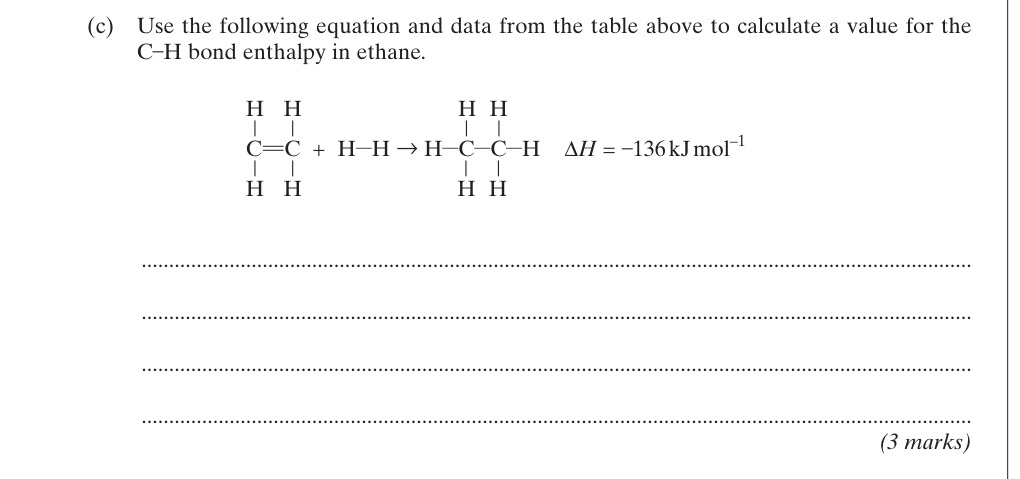 (c) Use the following equation and data from the table above to calculate a value for the
C–H bond enthalpy in ethane.
H H H H
C=C + H–H → H–C–C–H ΔH = –136 kJ mol⁻¹
H H H H
(3 marks)